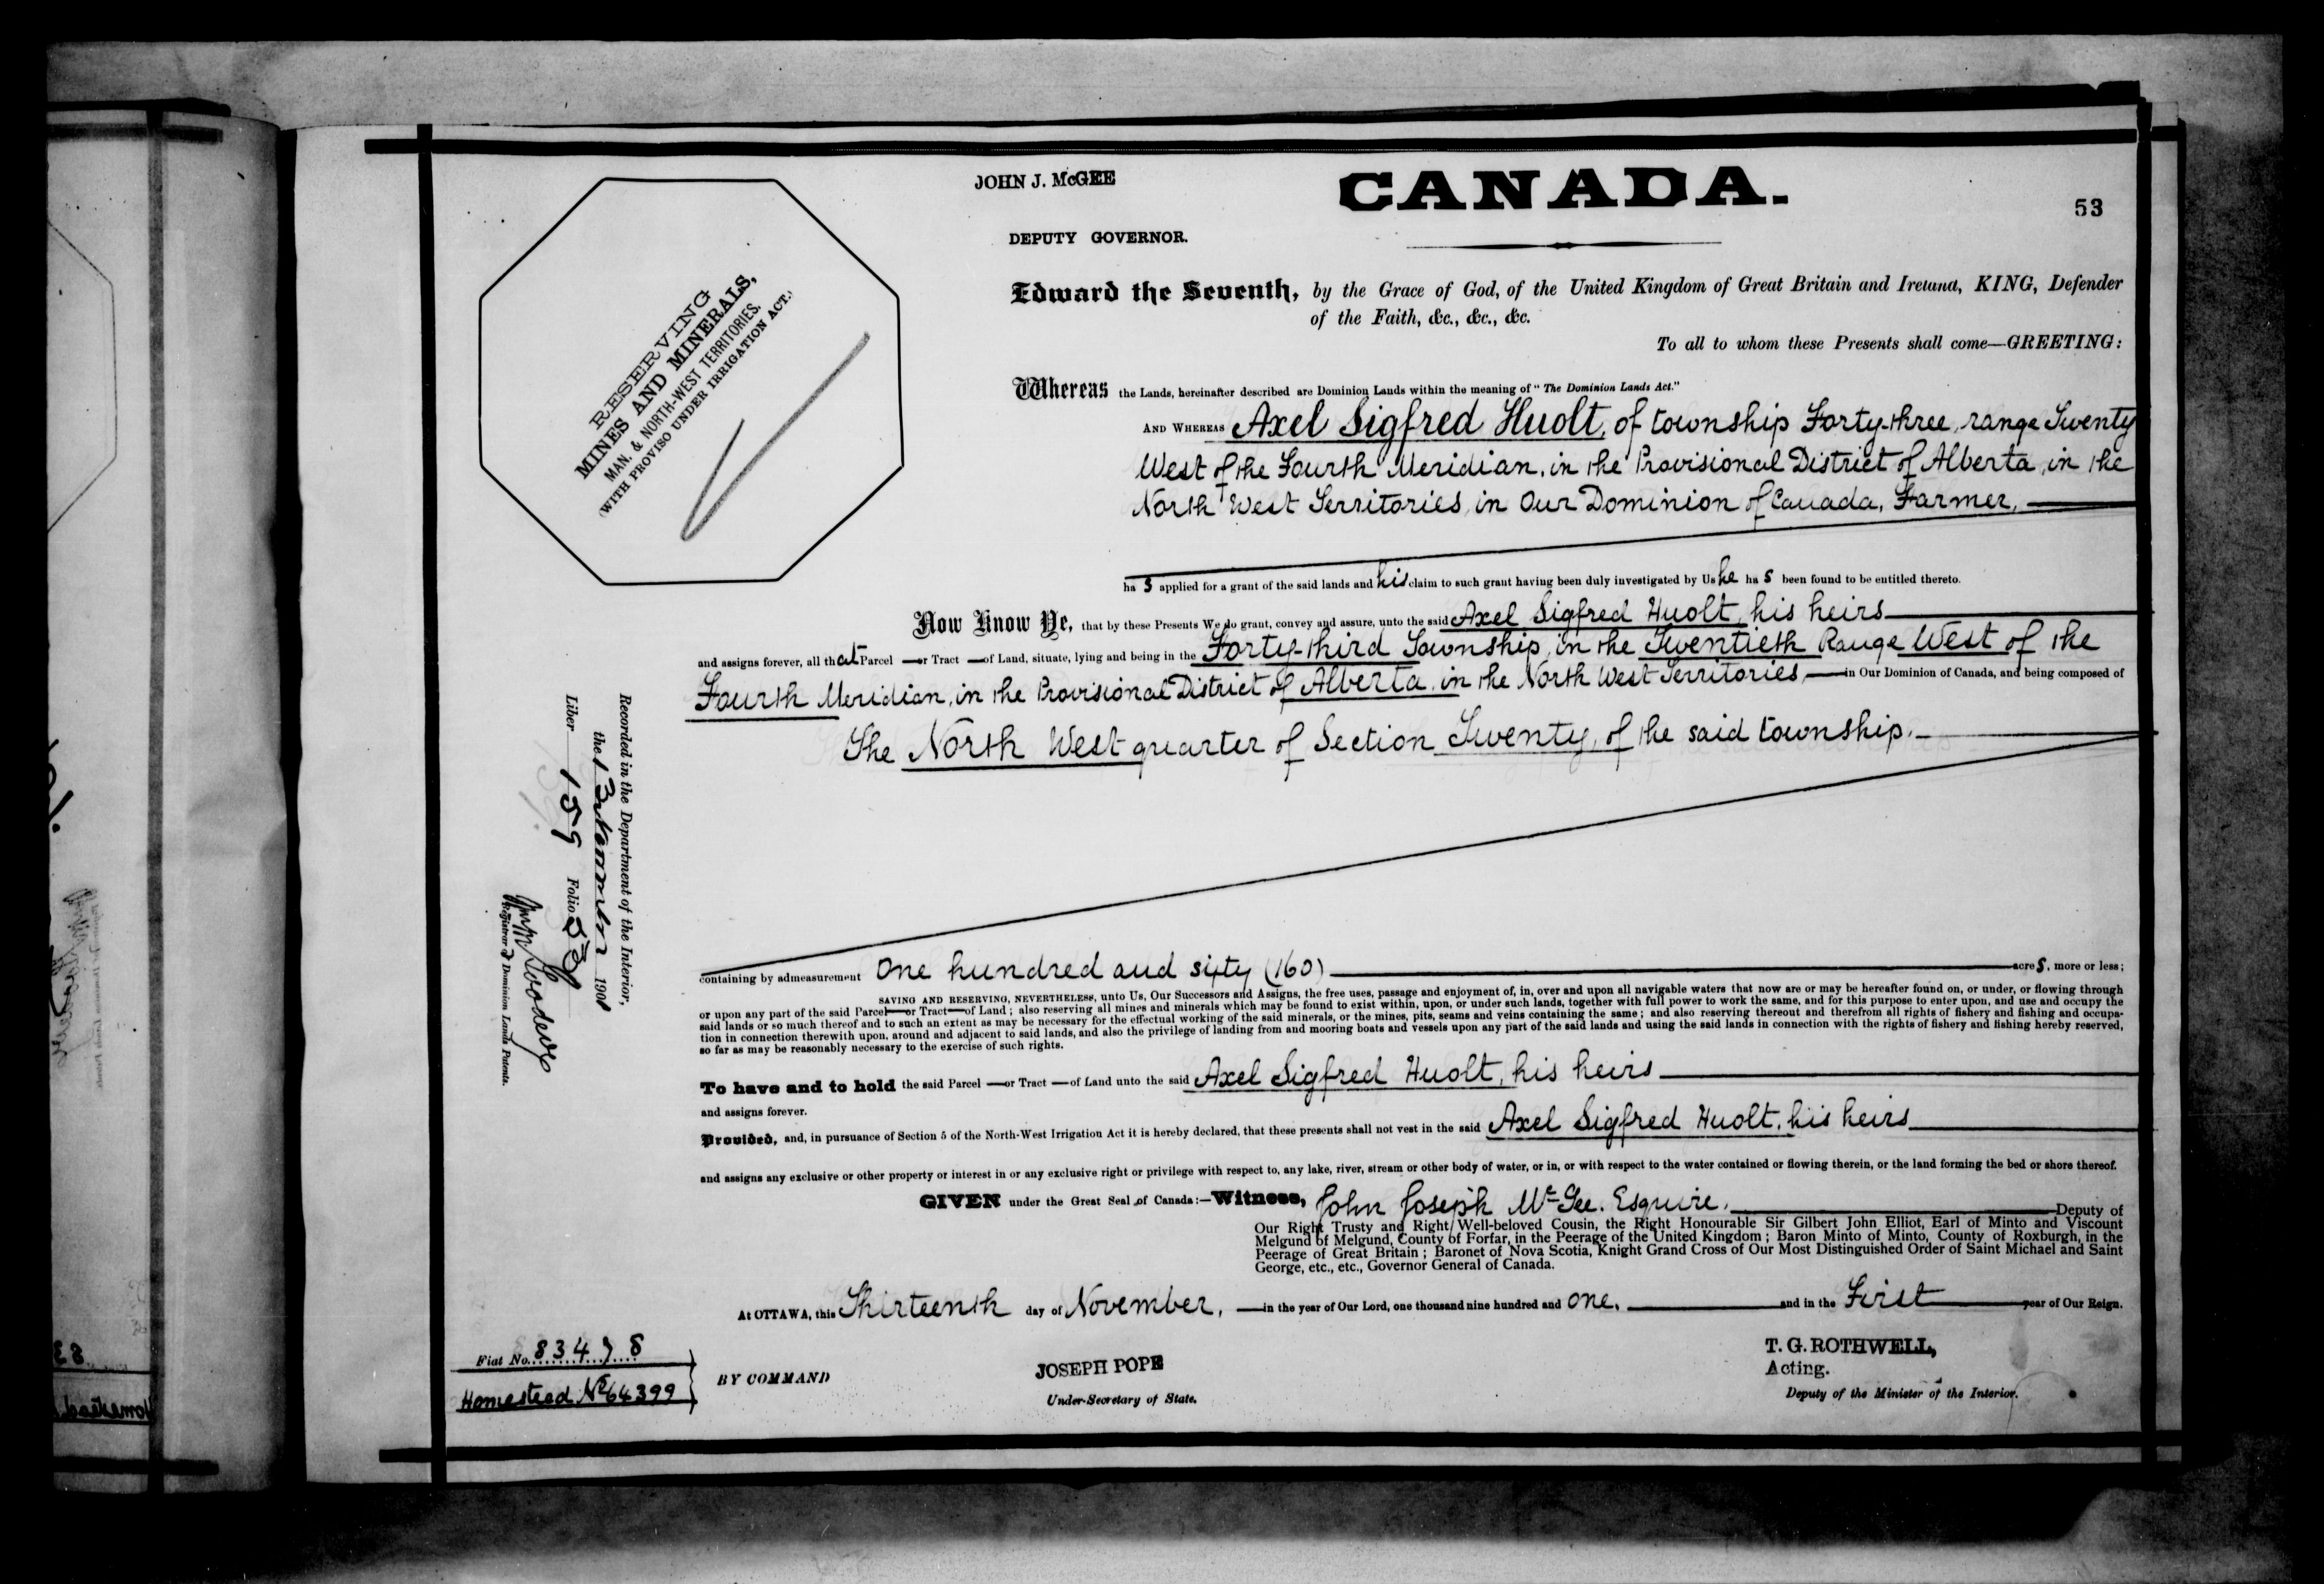 JOHN J. McGEE
CANADA.
53
DEPUTY GOVERNOR.
RESERVING
MINES AND MINERALS,
MAN. & NORTH-WEST TERRITORIES.
(WITH PROVISO UNDER IRRIGATION ACT.)
Edward the Seventh, by the Grace of God, of the United Kingdom of Great Britain and Ireland, KING, Defender
of the Faith, &c., &c., &c.
To all to whom these Presents shall come—GREETING:
Whereas the Lands, hereinafter described are Dominion Lands within the meaning of "The Dominion Lands Act."
AND WHEREAS Axel Sigfred Huolt, of township Forty-three, range Twenty
West of the Fourth Meridian, in the Provisional District of Alberta, in the
North West Territories, in Our Dominion of Canada, Farmer,
has applied for a grant of the said lands and his claim to such grant having been duly investigated by Us he has been found to be entitled thereto.
Now Know Ye, that by these Presents We do grant, convey and assure, unto the said Axel Sigfred Huolt, his heirs
and assigns forever, all that Parcel —or Tract —of Land, situate, lying and being in the Forty-third Township, in the Twentieth Range West of the
Fourth Meridian, in the Provisional District of Alberta, in the North West Territories,—in Our Dominion of Canada, and being composed of
The North West quarter of Section Twenty, of the said township.
Recorded in the Department of the Interior,
the 13 November 1901
Liber 159 Folio 53
Registrar of Dominion Lands Patents.
containing by admeasurement One hundred and sixty (160) acres, more or less;
SAVING AND RESERVING, NEVERTHELESS, unto Us, Our Successors and Assigns, the free uses, passage and enjoyment of, in, over and upon all navigable waters that now are or may be hereafter found on, or under, or flowing through
or upon any part of the said Parcel—or Tract—of Land; also reserving all mines and minerals which may be found to exist within, upon, or under such lands, together with full power to work the same, and for this purpose to enter upon, and use and occupy the
said lands or so much thereof and to such an extent as may be necessary for the effectual working of the said minerals, or the mines, pits, seams and veins containing the same; and also reserving thereout and therefrom all rights of fishery and fishing and occupa-
tion in connection therewith upon, around and adjacent to said lands, and also the privilege of landing from and mooring boats and vessels upon any part of the said lands and using the said lands in connection with the rights of fishery and fishing hereby reserved,
so far as may be reasonably necessary to the exercise of such rights.
To have and to hold the said Parcel —or Tract —of Land unto the said Axel Sigfred Huolt, his heirs
and assigns forever.
Provided, and, in pursuance of Section 5 of the North-West Irrigation Act it is hereby declared, that these presents shall not vest in the said Axel Sigfred Huolt, his heirs
and assigns any exclusive or other property or interest in or any exclusive right or privilege with respect to, any lake, river, stream or other body of water, or in, or with respect to the water contained or flowing therein, or the land forming the bed or shore thereof.
GIVEN under the Great Seal of Canada:—Witness, John Joseph McGee, Esquire, Deputy of
Our Right Trusty and Right Well-beloved Cousin, the Right Honourable Sir Gilbert John Elliot, Earl of Minto and Viscount
Melgund of Melgund, County of Forfar, in the Peerage of the United Kingdom; Baron Minto of Minto, County of Roxburgh, in the
Peerage of Great Britain; Baronet of Nova Scotia, Knight Grand Cross of Our Most Distinguished Order of Saint Michael and Saint
George, etc., etc., Governor General of Canada.
At OTTAWA, this Thirteenth day of November, —in the year of Our Lord, one thousand nine hundred and one, and in the First year of Our Reign.
Fiat No. 83478
Homestead No 64399
BY COMMAND
JOSEPH POPE
Under-Secretary of State.
T. G. ROTHWELL,
Acting.
Deputy of the Minister of the Interior.